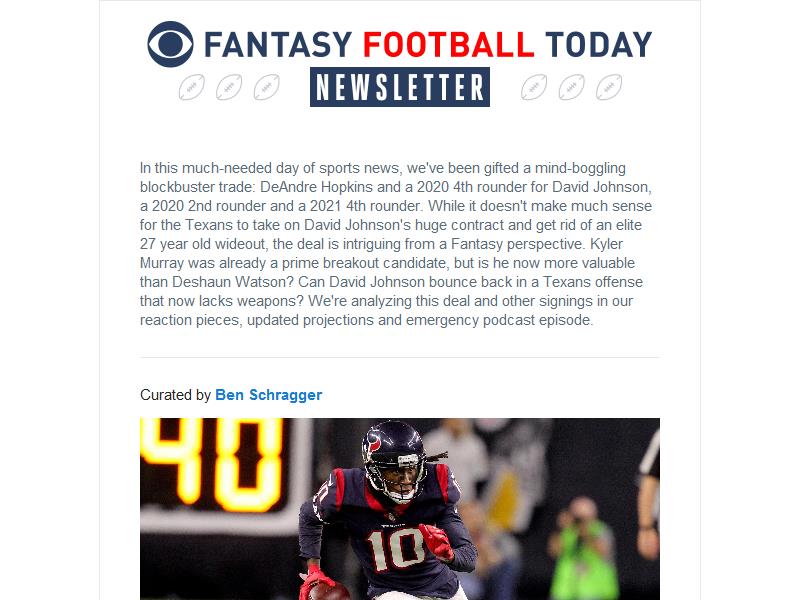 FANTASY FOOTBALL TODAY
NEWSLETTER
In this much-needed day of sports news, we've been gifted a mind-boggling
blockbuster trade: DeAndre Hopkins and a 2020 4th rounder for David Johnson,
a 2020 2nd rounder and a 2021 4th rounder. While it doesn't make much sense
for the Texans to take on David Johnson's huge contract and get rid of an elite
27 year old wideout, the deal is intriguing from a Fantasy perspective. Kyler
Murray was already a prime breakout candidate, but is he now more valuable
than Deshaun Watson? Can David Johnson bounce back in a Texans offense
that now lacks weapons? We're analyzing this deal and other signings in our
reaction pieces, updated projections and emergency podcast episode.
Curated by Ben Schragger
40
10
10